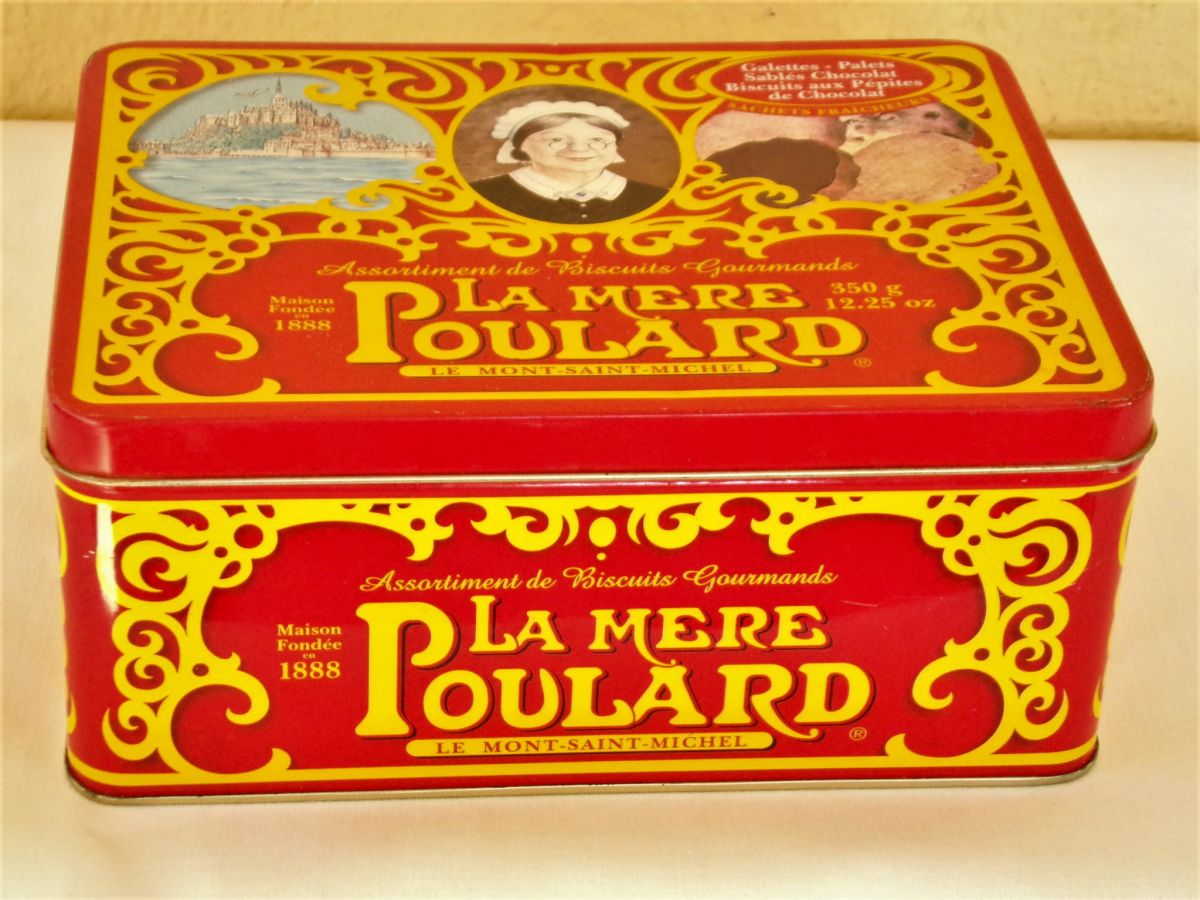 Galettes - Palets
Sablés Chocolat
Biscuits aux Pépites
de Chocolat
SACHETS FRAÎCHEURS
Assortiment de Biscuits Gourmands
Maison
Fondée
en
1888
LA MERE
POULARD
®
350 g
12.25 oz
LE MONT-SAINT-MICHEL
Assortiment de Biscuits Gourmands
Maison
Fondée
en
1888
LA MERE
POULARD
®
LE MONT-SAINT-MICHEL